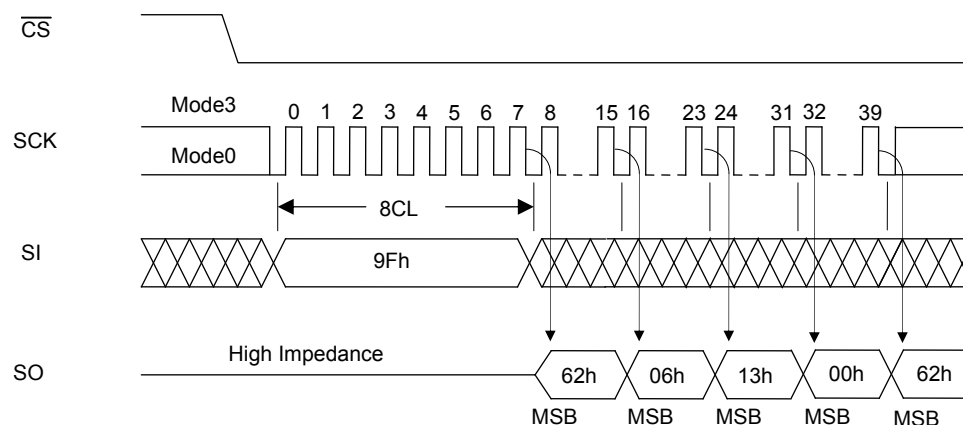 CS
Mode3
0 1 2 3 4 5 6 7 8 15 16 23 24 31 32 39
SCK
Mode0
8CL
SI
9Fh
High Impedance
SO
62h 06h 13h 00h 62h
MSB MSB MSB MSB MSB